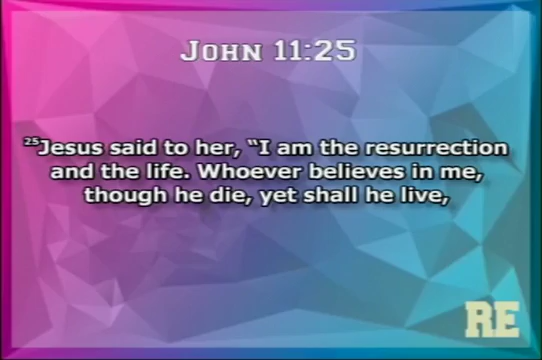 John 11:25
25Jesus said to her, “I am the resurrection
and the life. Whoever believes in me,
though he die, yet shall he live,
RE